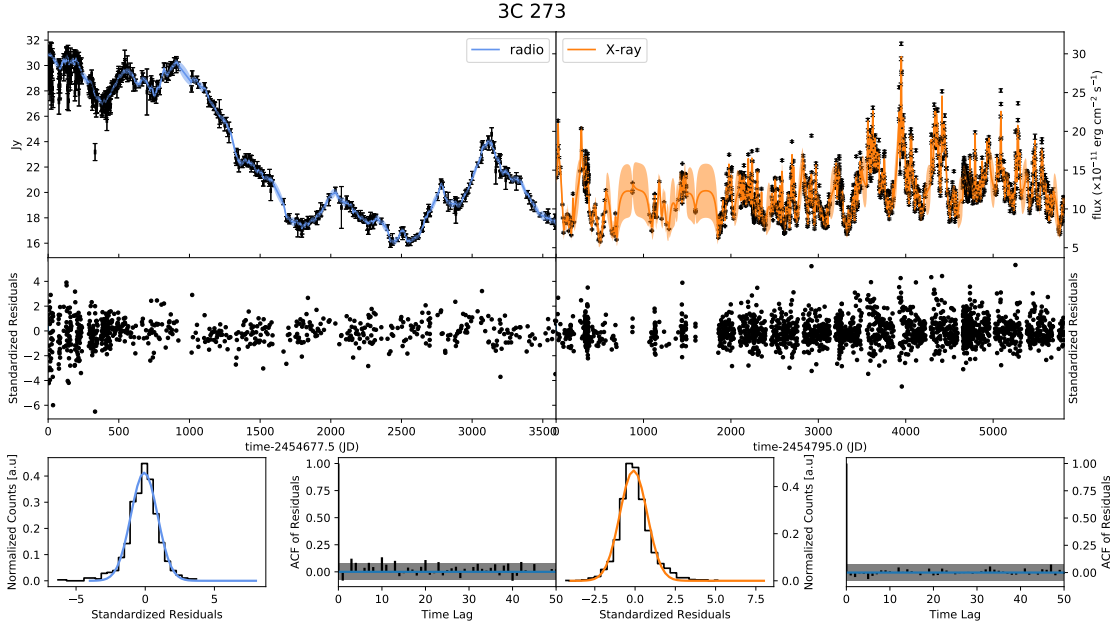 3C 273
32
30
28
26
24
22
20
18
16
Jy
radio
X-ray
30
25
20
15
10
5
flux (×10⁻¹¹ erg cm⁻² s⁻¹)
4
2
0
−2
−4
−6
Standardized Residuals
Standardized Residuals
0 500 1000 1500 2000 2500 3000 3500
time-2454677.5 (JD)
0 1000 2000 3000 4000 5000
time-2454795.0 (JD)
Normalized Counts [a.u]
0.4
0.3
0.2
0.1
0.0
−5 0 5
Standardized Residuals
ACF of Residuals
1.00
0.75
0.50
0.25
0.00
0 10 20 30 40 50
Time Lag
0.4
0.2
0.0
Normalized Counts [a.u]
−2.5 0.0 2.5 5.0 7.5
Standardized Residuals
1.00
0.75
0.50
0.25
0.00
ACF of Residuals
0 10 20 30 40 50
Time Lag